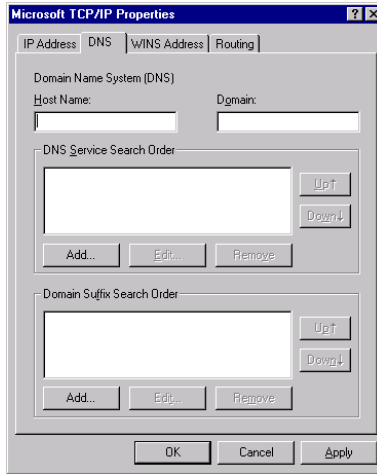 Microsoft TCP/IP Properties
IP Address DNS WINS Address Routing
Domain Name System (DNS)
Host Name: Domain:
DNS Service Search Order
Up↑
Down↓
Add... Edit... Remove
Domain Suffix Search Order
Up↑
Down↓
Add... Edit... Remove
OK Cancel Apply